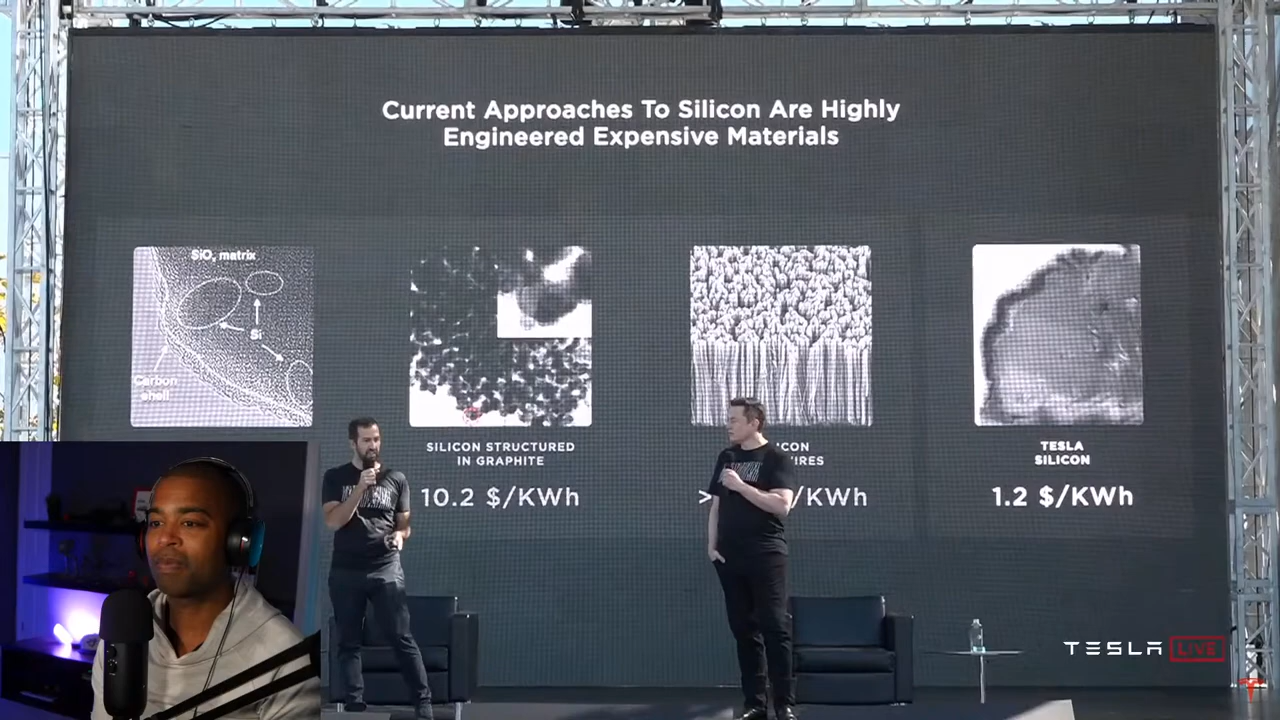 Current Approaches To Silicon Are Highly
Engineered Expensive Materials
SiOx matrix
Si
Carbon
shell
SILICON STRUCTURED
IN GRAPHITE
10.2 $/KWh
TESLA
SILICON
1.2 $/KWh
TESLA LIVE